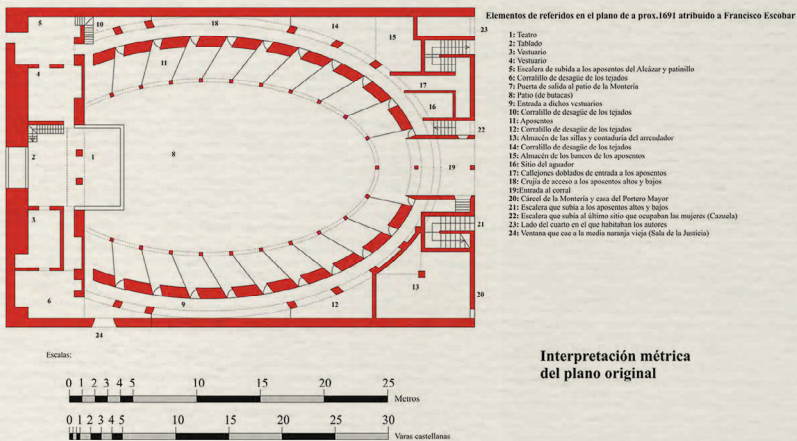 Elementos de referidos en el plano de a prox.1691 atribuido a Francisco Escobar
1: Teatro
2: Tablado
3: Vestuario
4: Vestuario
5: Escalera de subida a los aposentos del Alcázar y patinillo
6: Corralillo de desagüe de los tejados
7: Puerta de salida al patio de la Montería
8: Patio (de butacas)
9: Entrada a dichos vestuarios
10: Corralillo de desagüe de los tejados
11: Aposentos
12: Corralillo de desagüe de los tejados
13: Almacén de las sillas y contaduría del arrendador
14: Corralillo de desagüe de los tejados
15: Almacén de los bancos de los aposentos
16: Sitio del aguador
17: Callejones doblados de entrada a los aposentos
18: Crujía de acceso a los aposentos altos y bajos
19:Entrada al corral
20: Cárcel de la Montería y casa del Portero Mayor
21: Escalera que subía a los aposentos altos y bajos
22: Escalera que subía al último sitio que ocupaban las mujeres (Cazuela)
23: Lado del cuarto en el que habitaban los autores
24: Ventana que cae a la media naranja vieja (Sala de la Justicia)
5
10
18
14
15
23
11
4
17
16
22
2
1
8
19
3
21
13
6
9
12
20
24
Escalas:
0 1 2 3 4 5 10 15 20 25
Metros
0 1 2 3 4 5 10 15 20 25 30
Varas castellanas
Interpretación métrica
del plano original